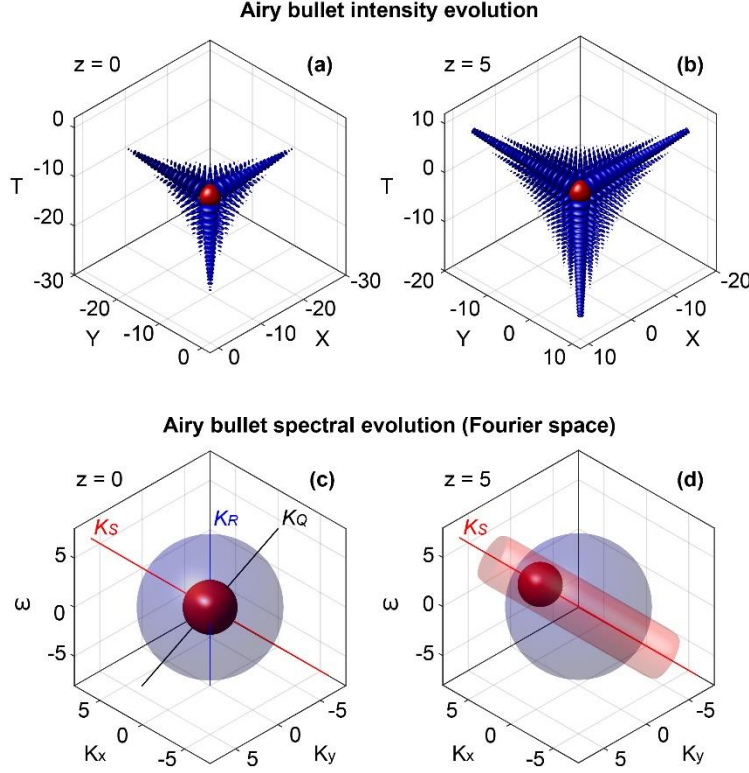 Airy bullet intensity evolution
z = 0
(a)
0
-10
T
-20
-30
-20
Y
-10
0
0
-10
X
-20
-30
z = 5
(b)
10
T
0
-10
-20
-10
Y
0
10
10
0
X
-10
-20
Airy bullet spectral evolution (Fourier space)
z = 0
(c)
KS
KR
KQ
5
ε
0
-5
5
Kx
0
-5
5
Ky
0
-5
z = 5
(d)
KS
5
ε
0
-5
5
Kx
0
-5
5
Ky
0
-5